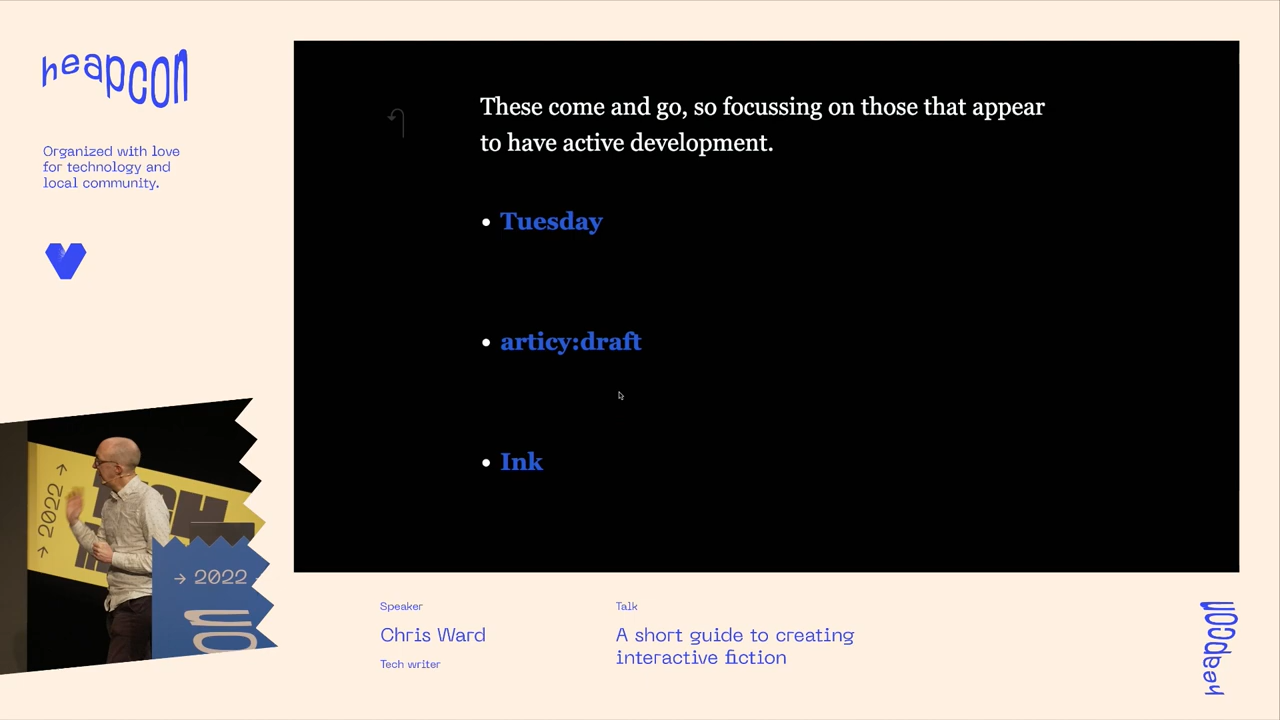 heapcon
Organized with love
for technology and
local community.
These come and go, so focussing on those that appear
to have active development.
• Tuesday
• articy:draft
• Ink
→ 2022 →
→ 2022
Speaker
Chris Ward
Tech writer
Talk
A short guide to creating
interactive fiction
heapcon